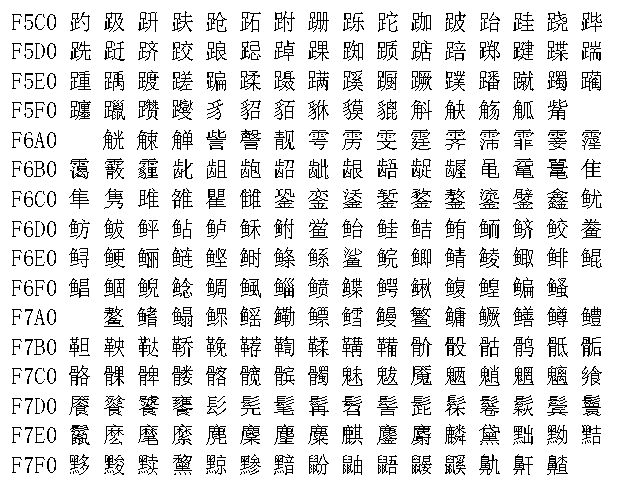 F5C0 趵 趿 趼 趺 跄 跖 跗 跚 跞 跎 跏 跛 跆 跬 跷 跸
F5D0 跣 跹 跻 跤 踉 跽 踔 踝 踟 踬 踮 踣 踯 踺 蹀 踹
F5E0 踵 踽 踱 蹉 蹁 蹂 蹑 蹒 蹊 蹰 蹶 蹼 蹯 蹴 躅 躏
F5F0 躔 躐 躜 躞 豸 貂 貊 貅 貘 貔 斛 觖 觞 觚 觜
F6A0 觥 觫 觯 訾 謦 靓 雩 雳 雯 霆 霁 霈 霏 霎 霪
F6B0 霭 霰 霾 龀 龃 龅 龆 龇 龈 龉 龊 龌 黾 鼋 鼍 隹
F6C0 隼 隽 雎 雒 瞿 雠 銎 銮 鋈 錾 鍪 鏊 鎏 鐾 鑫 鱿
F6D0 鲂 鲅 鲆 鲇 鲈 稣 鲋 鲎 鲐 鲑 鲒 鲔 鲕 鲚 鲛 鲞
F6E0 鲟 鲠 鲡 鲢 鲣 鲥 鲦 鲧 鲨 鲩 鲫 鲭 鲮 鲰 鲱 鲲
F6F0 鲳 鲴 鲵 鲶 鲷 鲺 鲻 鲼 鲽 鳄 鳅 鳆 鳇 鳊 鳋
F7A0 鳌 鳍 鳎 鳏 鳐 鳓 鳔 鳕 鳗 鳘 鳙 鳜 鳝 鳟 鳢
F7B0 靼 鞅 鞑 鞒 鞔 鞯 鞫 鞣 鞲 鞴 骱 骰 骷 鹘 骶 骺
F7C0 骼 髁 髀 髅 髂 髋 髌 髑 魅 魃 魇 魉 魈 魍 魑 飨
F7D0 餍 餮 饕 饔 髟 髡 髦 髯 髫 髻 髭 髹 鬈 鬏 鬓 鬟
F7E0 鬣 麽 麾 縻 麂 麇 麈 麋 麒 鏖 麝 麟 黛 黜 黝 黠
F7F0 黟 黢 黩 黧 黥 黪 黯 鼢 鼬 鼯 鼹 鼷 鼽 鼾 齄